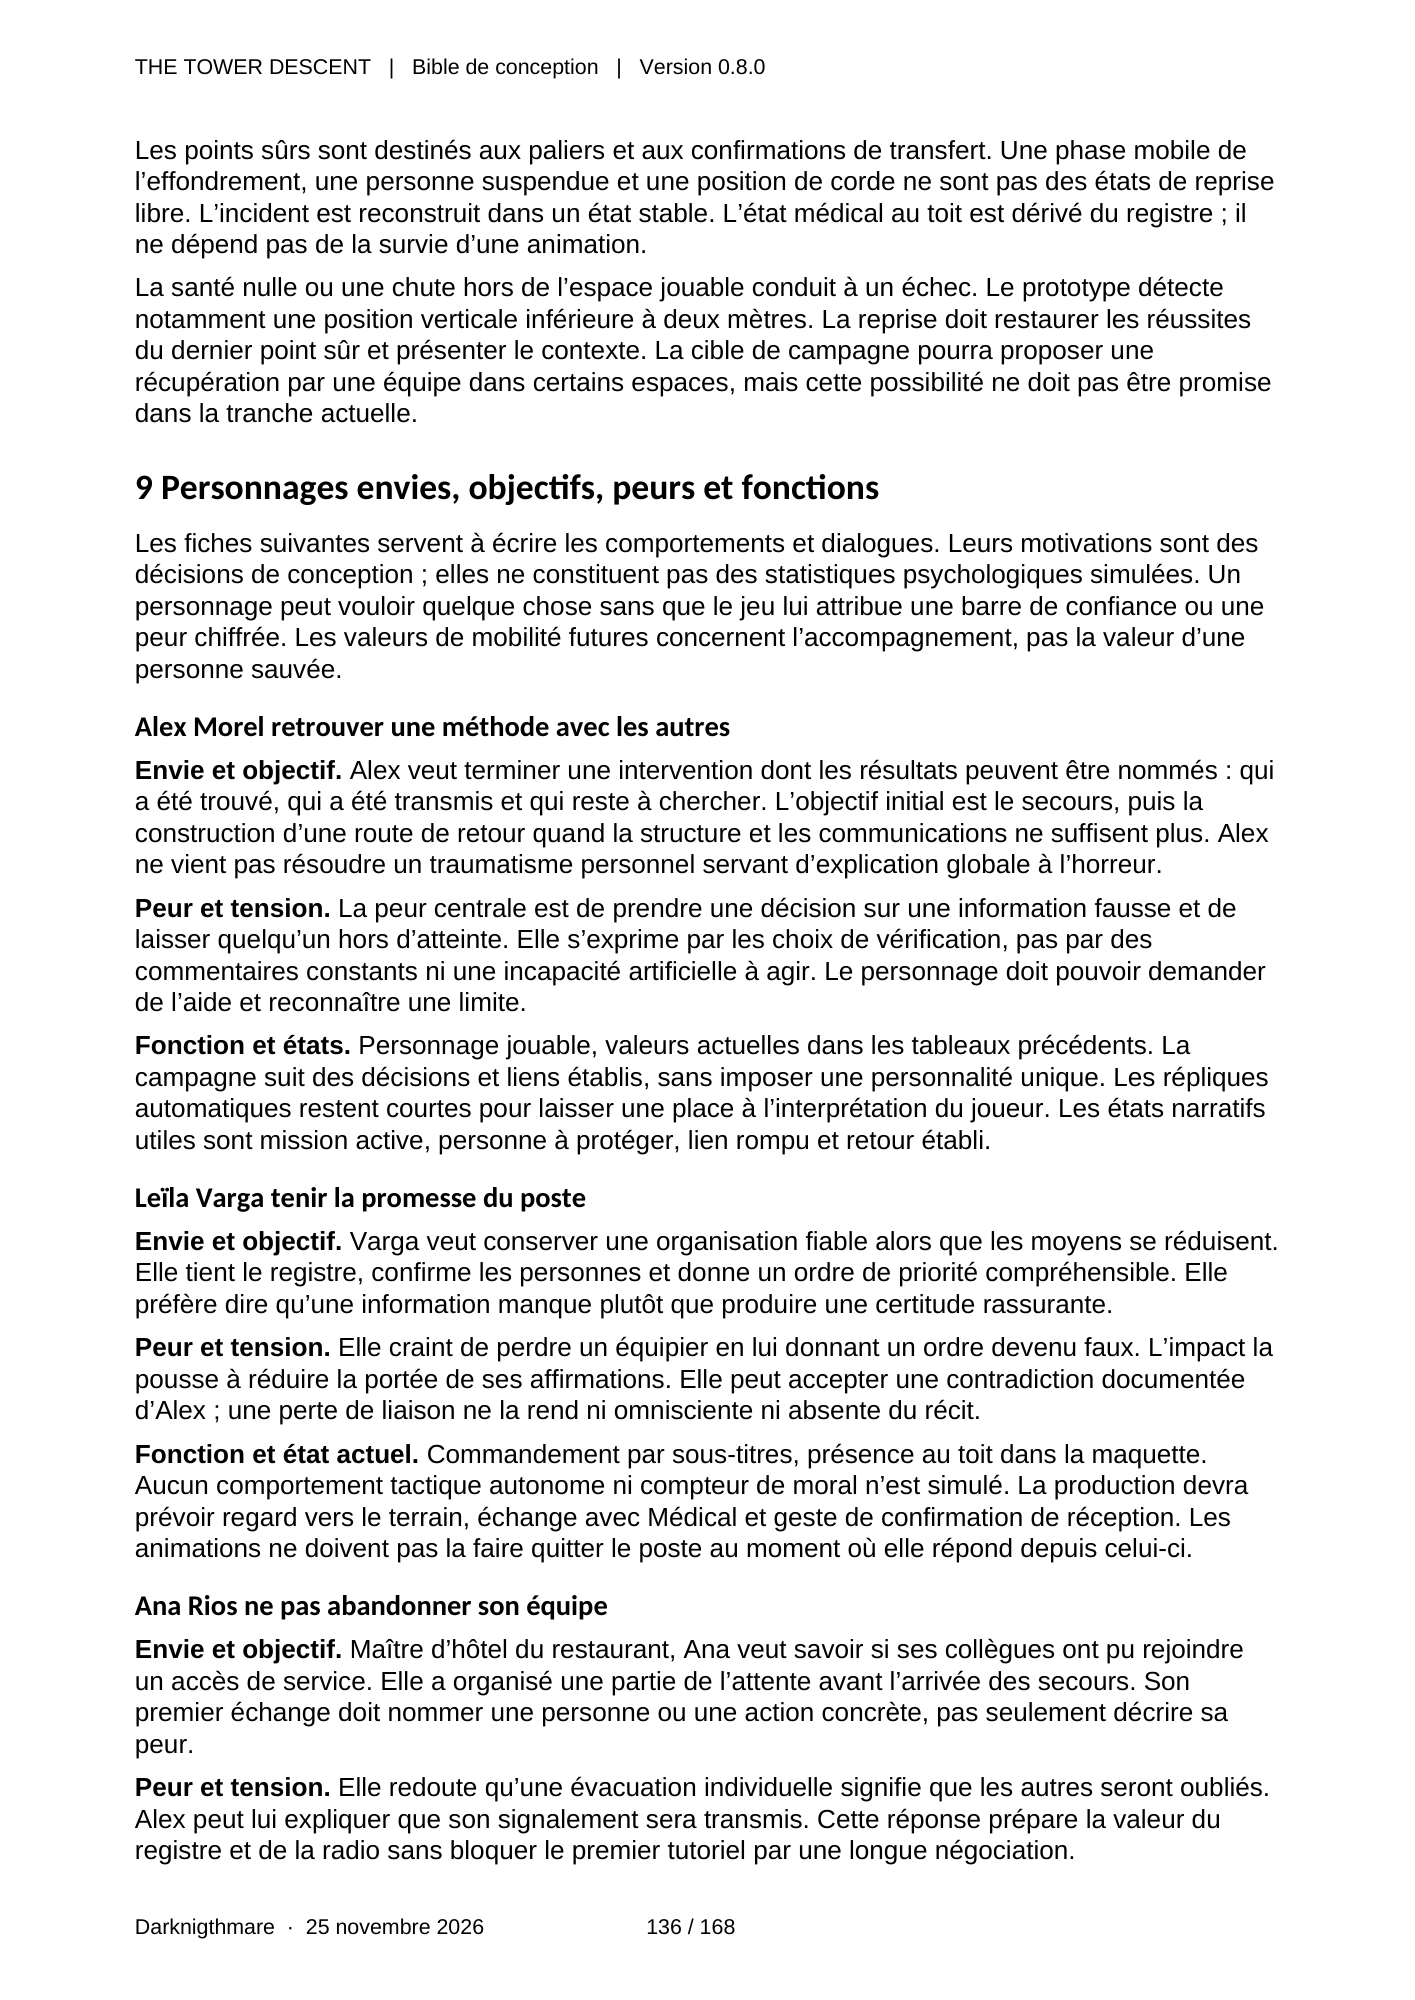 THE TOWER DESCENT | Bible de conception | Version 0.8.0
Les points sûrs sont destinés aux paliers et aux confirmations de transfert. Une phase mobile de
l’effondrement, une personne suspendue et une position de corde ne sont pas des états de reprise
libre. L’incident est reconstruit dans un état stable. L’état médical au toit est dérivé du registre ; il
ne dépend pas de la survie d’une animation.
La santé nulle ou une chute hors de l’espace jouable conduit à un échec. Le prototype détecte
notamment une position verticale inférieure à deux mètres. La reprise doit restaurer les réussites
du dernier point sûr et présenter le contexte. La cible de campagne pourra proposer une
récupération par une équipe dans certains espaces, mais cette possibilité ne doit pas être promise
dans la tranche actuelle.
9 Personnages envies, objectifs, peurs et fonctions
Les fiches suivantes servent à écrire les comportements et dialogues. Leurs motivations sont des
décisions de conception ; elles ne constituent pas des statistiques psychologiques simulées. Un
personnage peut vouloir quelque chose sans que le jeu lui attribue une barre de confiance ou une
peur chiffrée. Les valeurs de mobilité futures concernent l’accompagnement, pas la valeur d’une
personne sauvée.
Alex Morel retrouver une méthode avec les autres
Envie et objectif. Alex veut terminer une intervention dont les résultats peuvent être nommés : qui
a été trouvé, qui a été transmis et qui reste à chercher. L’objectif initial est le secours, puis la
construction d’une route de retour quand la structure et les communications ne suffisent plus. Alex
ne vient pas résoudre un traumatisme personnel servant d’explication globale à l’horreur.
Peur et tension. La peur centrale est de prendre une décision sur une information fausse et de
laisser quelqu’un hors d’atteinte. Elle s’exprime par les choix de vérification, pas par des
commentaires constants ni une incapacité artificielle à agir. Le personnage doit pouvoir demander
de l’aide et reconnaître une limite.
Fonction et états. Personnage jouable, valeurs actuelles dans les tableaux précédents. La
campagne suit des décisions et liens établis, sans imposer une personnalité unique. Les répliques
automatiques restent courtes pour laisser une place à l’interprétation du joueur. Les états narratifs
utiles sont mission active, personne à protéger, lien rompu et retour établi.
Leïla Varga tenir la promesse du poste
Envie et objectif. Varga veut conserver une organisation fiable alors que les moyens se réduisent.
Elle tient le registre, confirme les personnes et donne un ordre de priorité compréhensible. Elle
préfère dire qu’une information manque plutôt que produire une certitude rassurante.
Peur et tension. Elle craint de perdre un équipier en lui donnant un ordre devenu faux. L’impact la
pousse à réduire la portée de ses affirmations. Elle peut accepter une contradiction documentée
d’Alex ; une perte de liaison ne la rend ni omnisciente ni absente du récit.
Fonction et état actuel. Commandement par sous-titres, présence au toit dans la maquette.
Aucun comportement tactique autonome ni compteur de moral n’est simulé. La production devra
prévoir regard vers le terrain, échange avec Médical et geste de confirmation de réception. Les
animations ne doivent pas la faire quitter le poste au moment où elle répond depuis celui-ci.
Ana Rios ne pas abandonner son équipe
Envie et objectif. Maître d’hôtel du restaurant, Ana veut savoir si ses collègues ont pu rejoindre
un accès de service. Elle a organisé une partie de l’attente avant l’arrivée des secours. Son
premier échange doit nommer une personne ou une action concrète, pas seulement décrire sa
peur.
Peur et tension. Elle redoute qu’une évacuation individuelle signifie que les autres seront oubliés.
Alex peut lui expliquer que son signalement sera transmis. Cette réponse prépare la valeur du
registre et de la radio sans bloquer le premier tutoriel par une longue négociation.
Darknigthmare · 25 novembre 2026 136 / 168